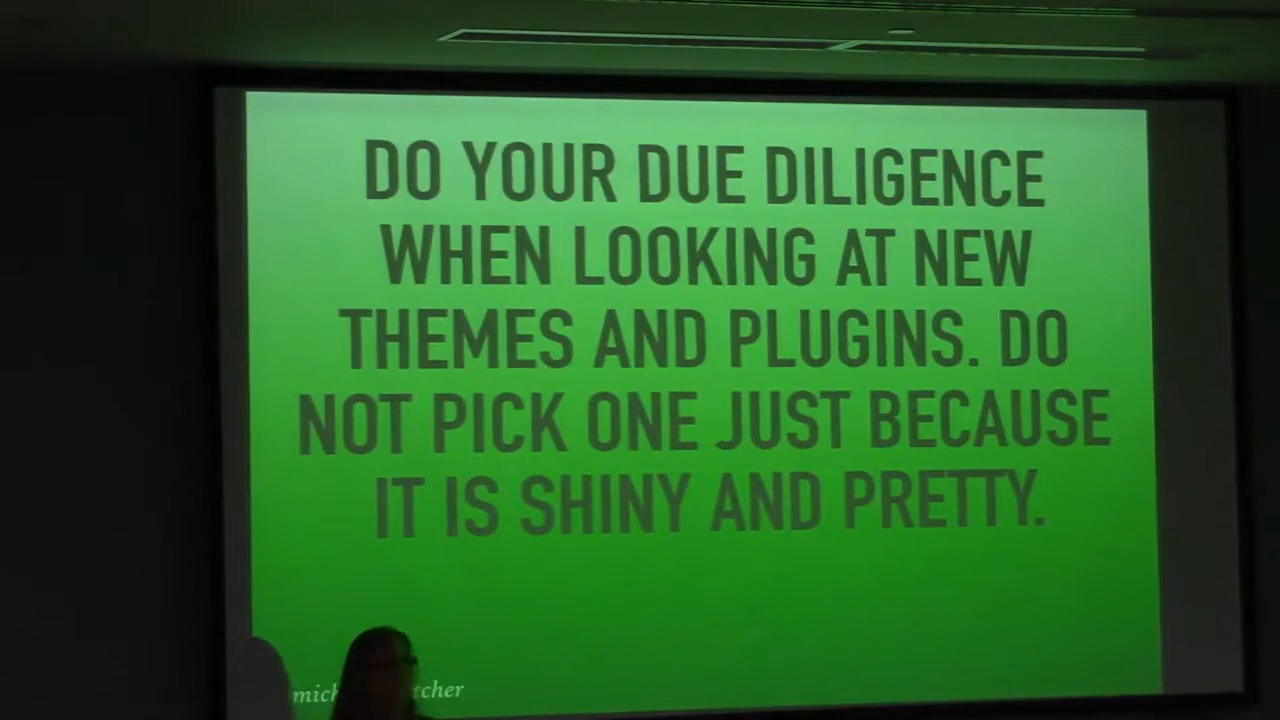 DO YOUR DUE DILIGENCE
WHEN LOOKING AT NEW
THEMES AND PLUGINS. DO
NOT PICK ONE JUST BECAUSE
IT IS SHINY AND PRETTY.